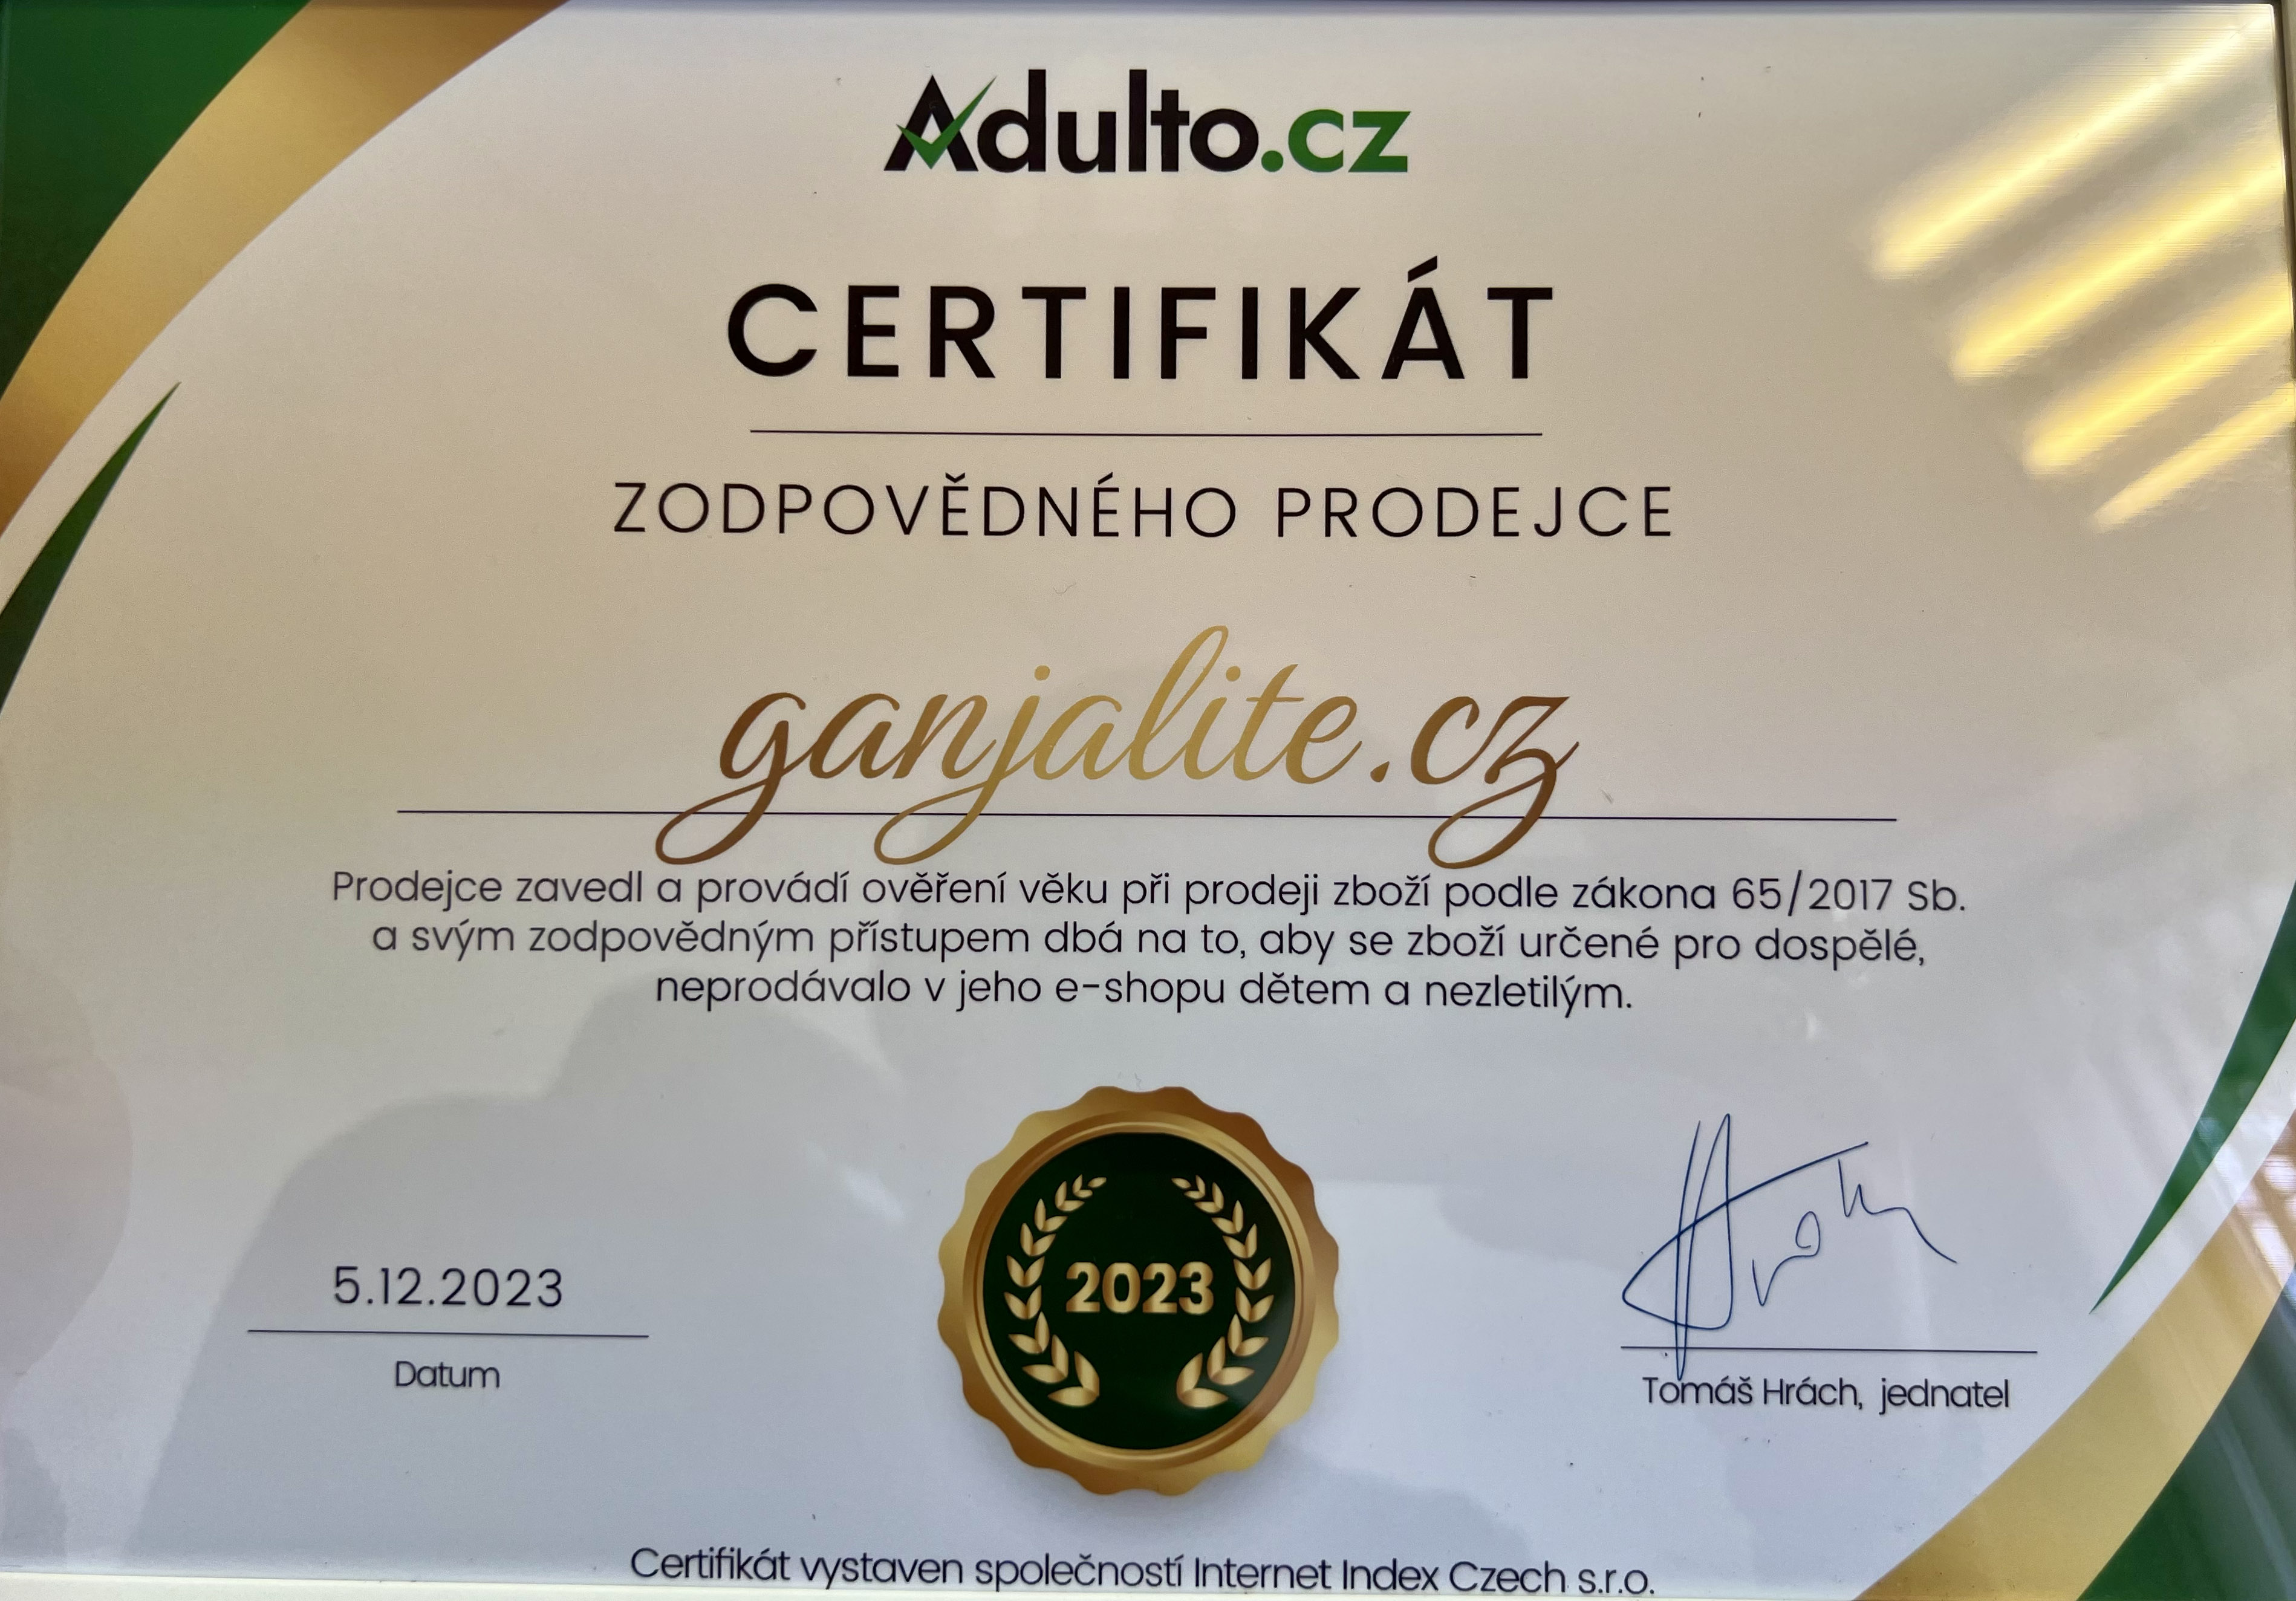 Adulto.cz
CERTIFIKÁT
ZODPOVĚDNÉHO PRODEJCE
ganjalite.cz
Prodejce zavedl a provádí ověření věku při prodeji zboží podle zákona 65/2017 Sb.
a svým zodpovědným přístupem dbá na to, aby se zboží určené pro dospělé,
neprodávalo v jeho e-shopu dětem a nezletilým.
2023
5.12.2023
Datum
Tomáš Hrách, jednatel
Certifikát vystaven společností Internet Index Czech s.r.o.